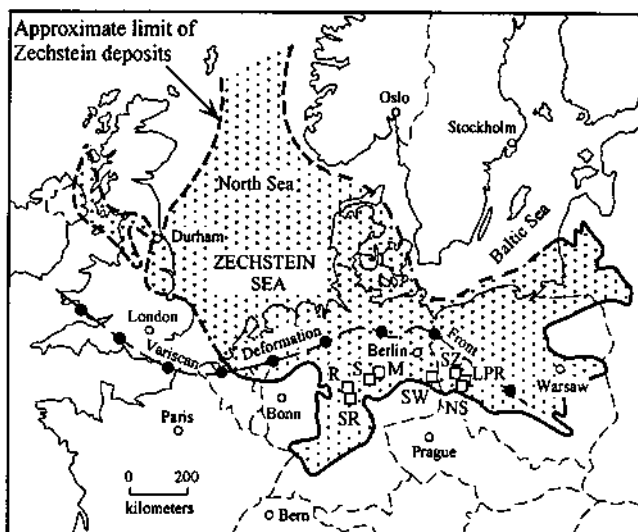 Approximate limit of
Zechstein deposits
Oslo
Stockholm
North Sea
Durham
Baltic Sea
ZECHSTEIN
SEA
London
Variscan
Deformation
Front
Berlin
SZ
LPR
Warsaw
R
S
M
SW
NS
Bonn
SR
Paris
Prague
0 200
kilometers
Bern